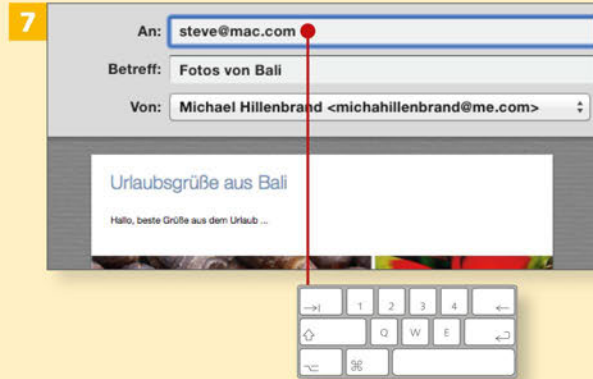 7
An: steve@mac.com
Betreff: Fotos von Bali
Von: Michael Hillenbrand <michahillenbrand@me.com>
Urlaubsgrüße aus Bali
Hallo, beste Grüße aus dem Urlaub ...
→| 1 2 3 4 ←
⇧ Q W E ↵
⌥ ⌘